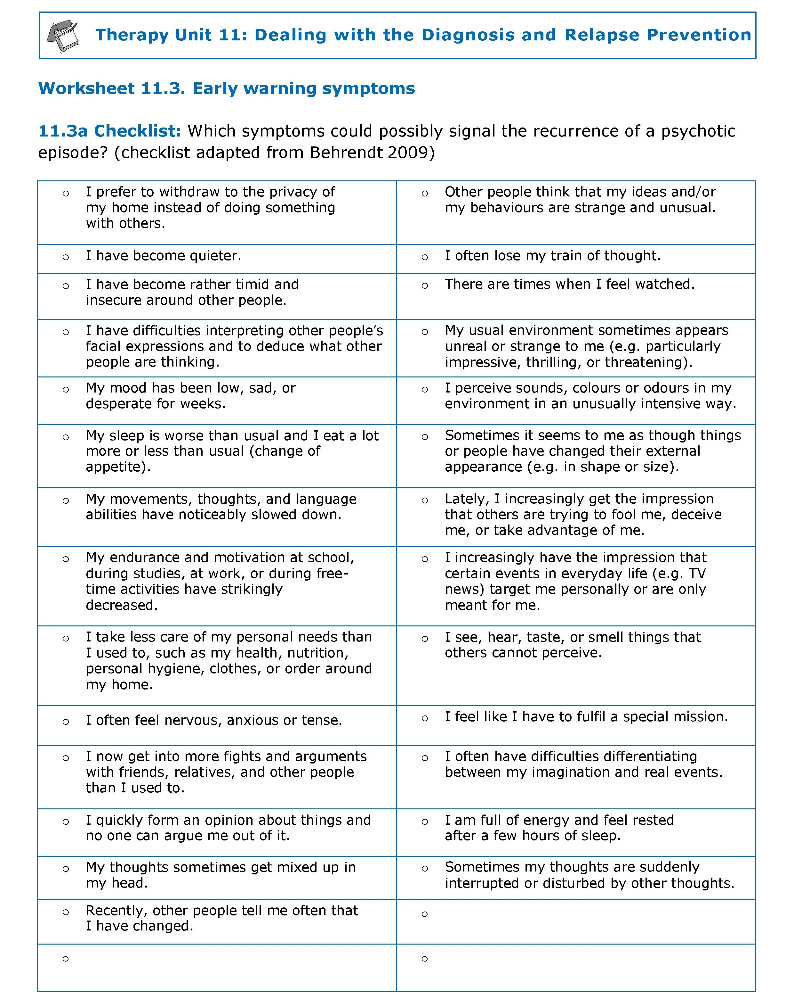 Therapy Unit 11: Dealing with the Diagnosis and Relapse Prevention
Worksheet 11.3. Early warning symptoms
11.3a Checklist: Which symptoms could possibly signal the recurrence of a psychotic
episode? (checklist adapted from Behrendt 2009)
o I prefer to withdraw to the privacy of
my home instead of doing something
with others.
o Other people think that my ideas and/or
my behaviours are strange and unusual.
o I have become quieter.
o I often lose my train of thought.
o I have become rather timid and
insecure around other people.
o There are times when I feel watched.
o I have difficulties interpreting other people’s
facial expressions and to deduce what other
people are thinking.
o My usual environment sometimes appears
unreal or strange to me (e.g. particularly
impressive, thrilling, or threatening).
o My mood has been low, sad, or
desperate for weeks.
o I perceive sounds, colours or odours in my
environment in an unusually intensive way.
o My sleep is worse than usual and I eat a lot
more or less than usual (change of
appetite).
o Sometimes it seems to me as though things
or people have changed their external
appearance (e.g. in shape or size).
o My movements, thoughts, and language
abilities have noticeably slowed down.
o Lately, I increasingly get the impression
that others are trying to fool me, deceive
me, or take advantage of me.
o My endurance and motivation at school,
during studies, at work, or during free-
time activities have strikingly
decreased.
o I increasingly have the impression that
certain events in everyday life (e.g. TV
news) target me personally or are only
meant for me.
o I take less care of my personal needs than
I used to, such as my health, nutrition,
personal hygiene, clothes, or order around
my home.
o I see, hear, taste, or smell things that
others cannot perceive.
o I often feel nervous, anxious or tense.
o I feel like I have to fulfil a special mission.
o I now get into more fights and arguments
with friends, relatives, and other people
than I used to.
o I often have difficulties differentiating
between my imagination and real events.
o I quickly form an opinion about things and
no one can argue me out of it.
o I am full of energy and feel rested
after a few hours of sleep.
o My thoughts sometimes get mixed up in
my head.
o Sometimes my thoughts are suddenly
interrupted or disturbed by other thoughts.
o Recently, other people tell me often that
I have changed.
o
o
o